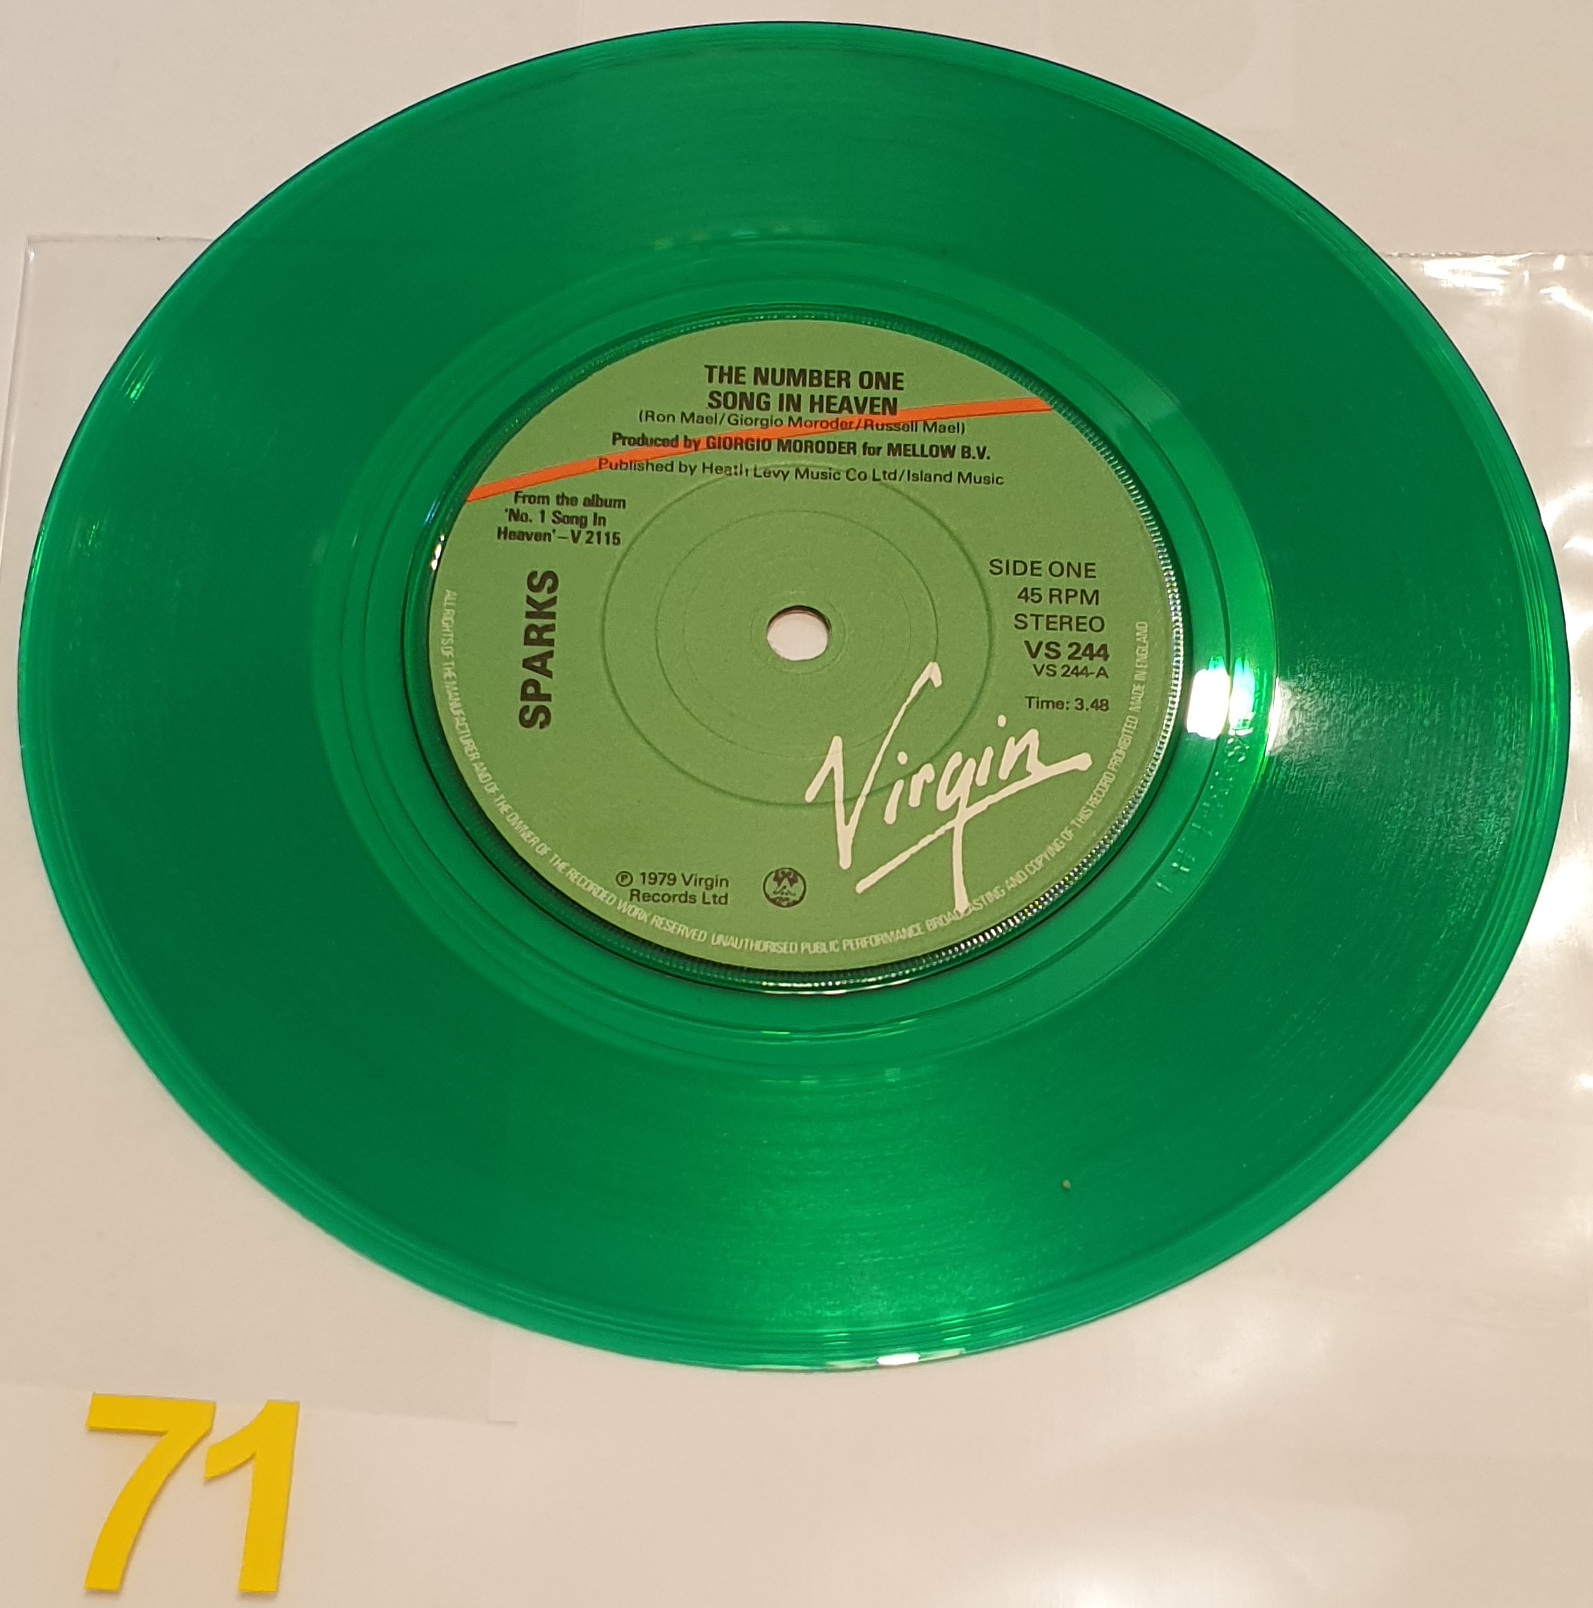 THE NUMBER ONE
SONG IN HEAVEN
(Ron Mael/Giorgio Moroder/Russell Mael)
Produced by GIORGIO MORODER for MELLOW B.V.
Published by Heath Levy Music Co Ltd/Island Music
From the album
'No. 1 Song In
Heaven'–V 2115
SPARKS
SIDE ONE
45 RPM
STEREO
VS 244
VS 244-A
Time: 3.48
Virgin
℗ 1979 Virgin
Records Ltd
ALL RIGHTS OF THE MANUFACTURER AND OF THE OWNER OF THE RECORDED WORK RESERVED UNAUTHORISED PUBLIC PERFORMANCE BROADCASTING AND COPYING OF THIS RECORD PROHIBITED MADE IN ENGLAND
71